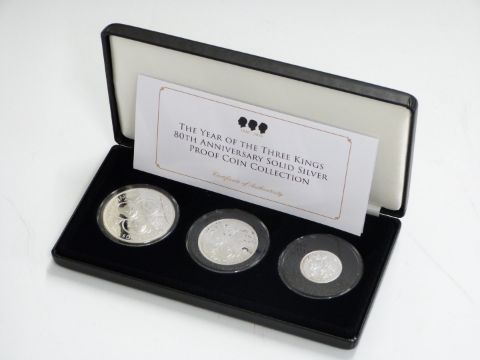 The Year of the Three Kings
80th Anniversary Solid Silver
Proof Coin Collection
Certificate of Authenticity